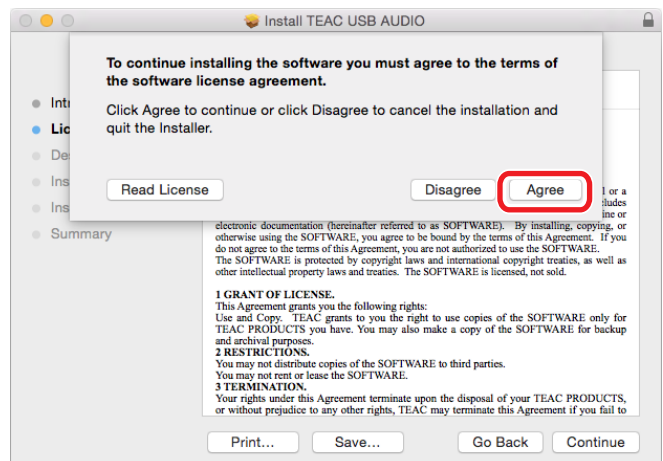 Install TEAC USB AUDIO
To continue installing the software you must agree to the terms of
the software license agreement.
Click Agree to continue or click Disagree to cancel the installation and
quit the Installer.
Read License
Disagree
Agree
Int
Lic
De
Ins
Ins
Summary
l or a
ludes
ine or
electronic documentation (hereinafter referred to as SOFTWARE). By installing, copying, or
otherwise using the SOFTWARE, you agree to be bound by the terms of this Agreement. If you
do not agree to the terms of this Agreement, you are not authorized to use the SOFTWARE.
The SOFTWARE is protected by copyright laws and international copyright treaties, as well as
other intellectual property laws and treaties. The SOFTWARE is licensed, not sold.
1 GRANT OF LICENSE.
This Agreement grants you the following rights:
Use and Copy. TEAC grants to you the right to use copies of the SOFTWARE only for
TEAC PRODUCTS you have. You may also make a copy of the SOFTWARE for backup
and archival purposes.
2 RESTRICTIONS.
You may not distribute copies of the SOFTWARE to third parties.
You may not rent or lease the SOFTWARE.
3 TERMINATION.
Your rights under this Agreement terminate upon the disposal of your TEAC PRODUCTS,
or without prejudice to any other rights, TEAC may terminate this Agreement if you fail to
Print...
Save...
Go Back
Continue